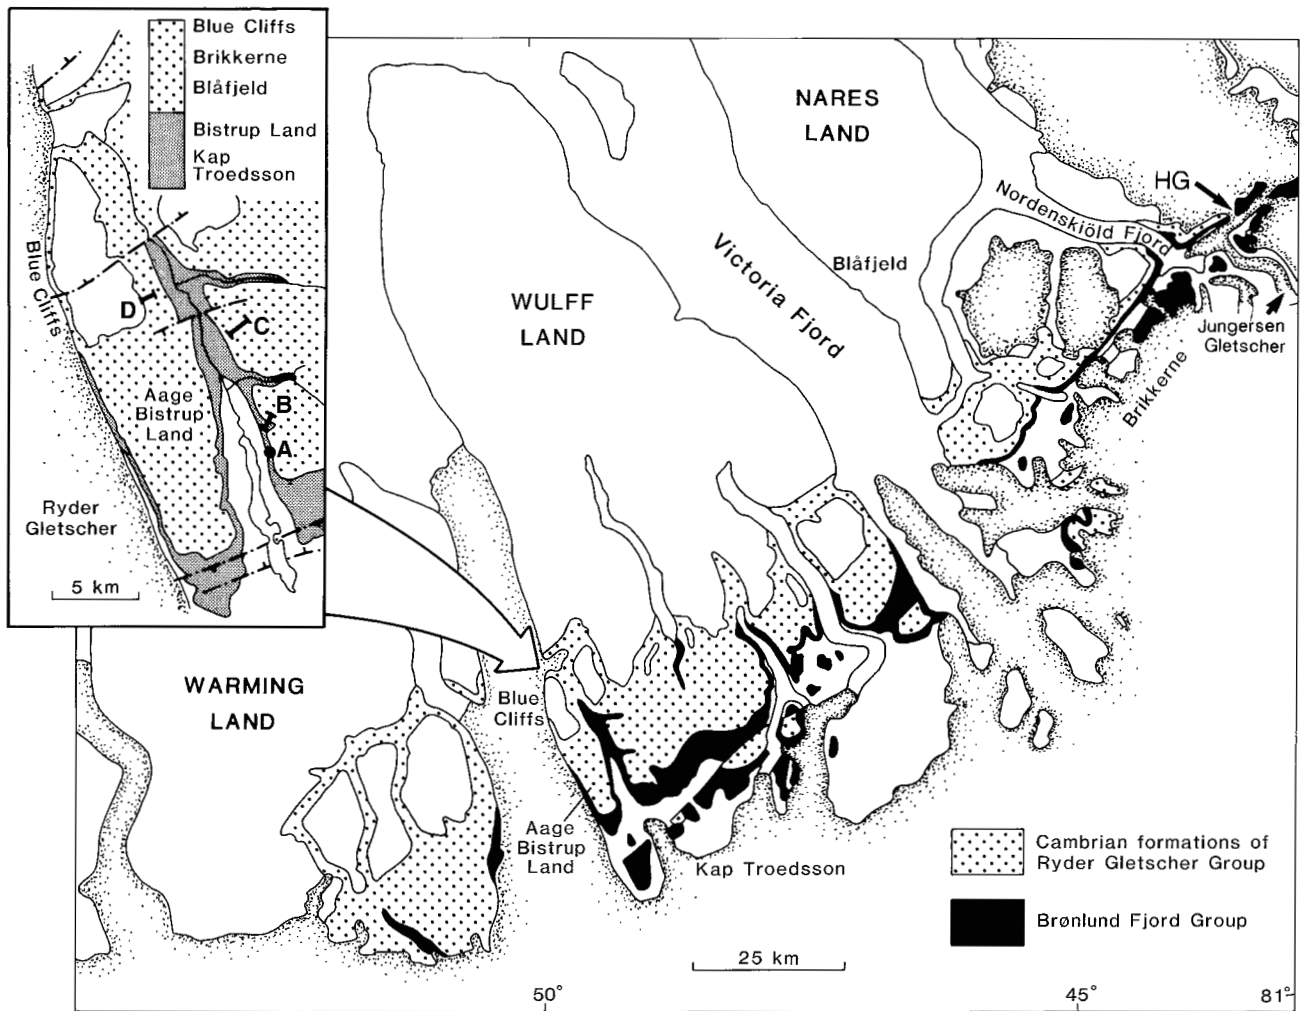 Blue Cliffs
Brikkerne
Blåfjeld
Bistrup Land
Kap
Troedsson
Blue Cliffs
D
C
B
A
Aage
Bistrup
Land
Ryder
Gletscher
5 km
NARES
LAND
HG
Nordenskiöld Fjord
Victoria Fjord
Blåfjeld
WULFF
LAND
Jungersen
Gletscher
Brikkerne
WARMING
LAND
Blue
Cliffs
Aage
Bistrup
Land
Kap Troedsson
Cambrian formations of
Ryder Gletscher Group
Brønlund Fjord Group
25 km
50°
45°
81°